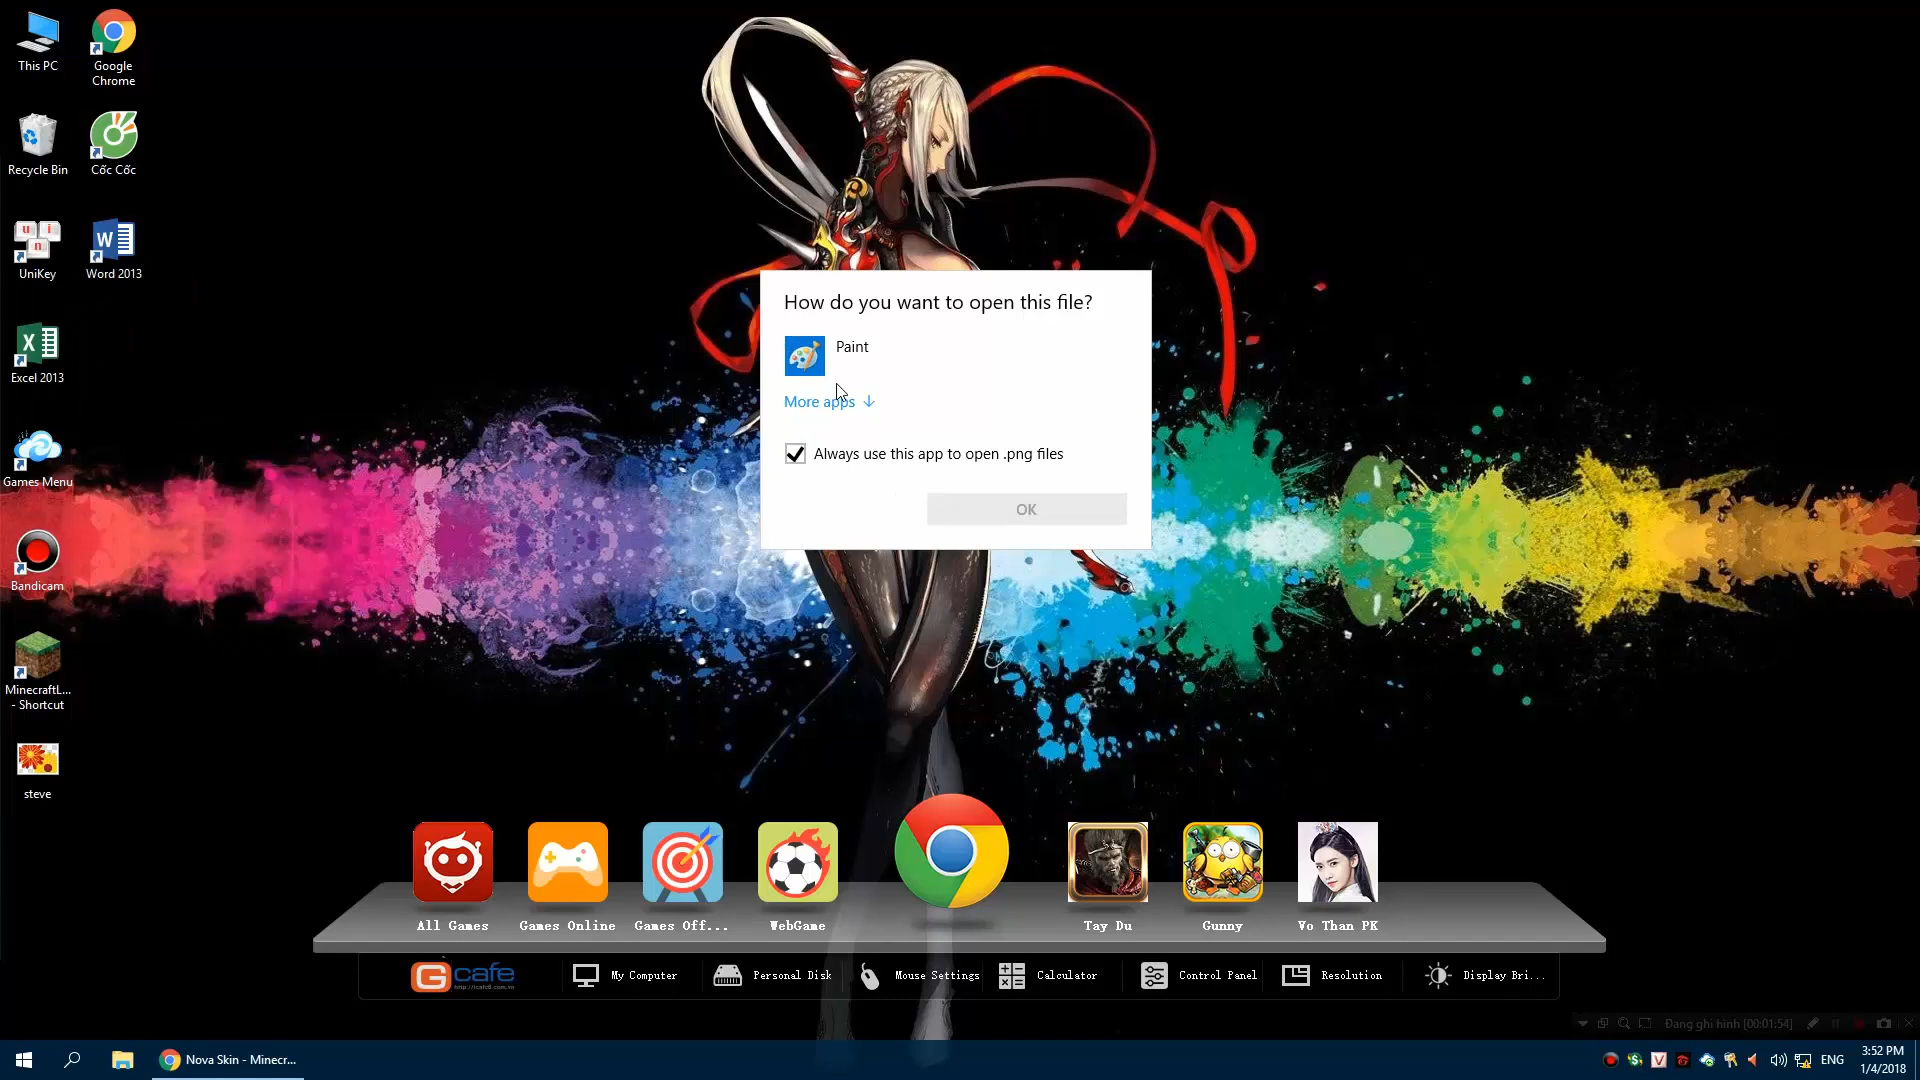 This PC
Google
Chrome
Recycle Bin
Cốc Cốc
UniKey
Word 2013
Excel 2013
Games Menu
Bandicam
MinecraftL...
- Shortcut
steve
How do you want to open this file?
Paint
More apps
Always use this app to open .png files
OK
All Games
Games Online
Games Off...
WebGame
Tay Du
Gunny
Vo Than PK
Gcafe
http://icafe8.com.vn
My Computer
Personal Disk
Mouse Settings
Calculator
Control Panel
Resolution
Display Bri...
Đang ghi hình [00:01:54]
Nova Skin - Minecr...
ENG
3:52 PM
1/4/2018